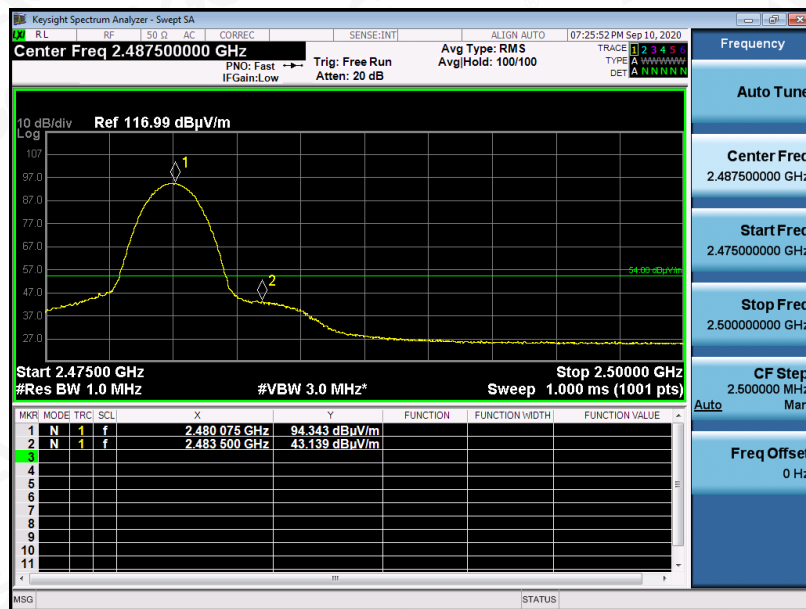 Keysight Spectrum Analyzer - Swept SA
LXI RL RF 50 Ω AC CORREC SENSE:INT ALIGN AUTO 07:25:52 PM Sep 10, 2020
Center Freq 2.487500000 GHz
PNO: Fast
IFGain:Low
Trig: Free Run
Atten: 20 dB
Avg Type: RMS
Avg|Hold: 100/100
TRACE 1 2 3 4 5 6
TYPE A WWWWW
DET A N N N N N
10 dB/div Ref 116.99 dBµV/m
Log
107
97.0
87.0
77.0
67.0
57.0
47.0
37.0
27.0
1
2
54.00 dBµV/m
Start 2.47500 GHz Stop 2.50000 GHz
#Res BW 1.0 MHz #VBW 3.0 MHz* Sweep 1.000 ms (1001 pts)
MKR MODE TRC SCL X Y FUNCTION FUNCTION WIDTH FUNCTION VALUE
1 N 1 f 2.480 075 GHz 94.343 dBµV/m
2 N 1 f 2.483 500 GHz 43.139 dBµV/m
3
4
5
6
7
8
9
10
11
MSG STATUS
Frequency
Auto Tune
Center Freq
2.487500000 GHz
Start Freq
2.475000000 GHz
Stop Freq
2.500000000 GHz
CF Step
2.500000 MHz
Auto Man
Freq Offset
0 Hz